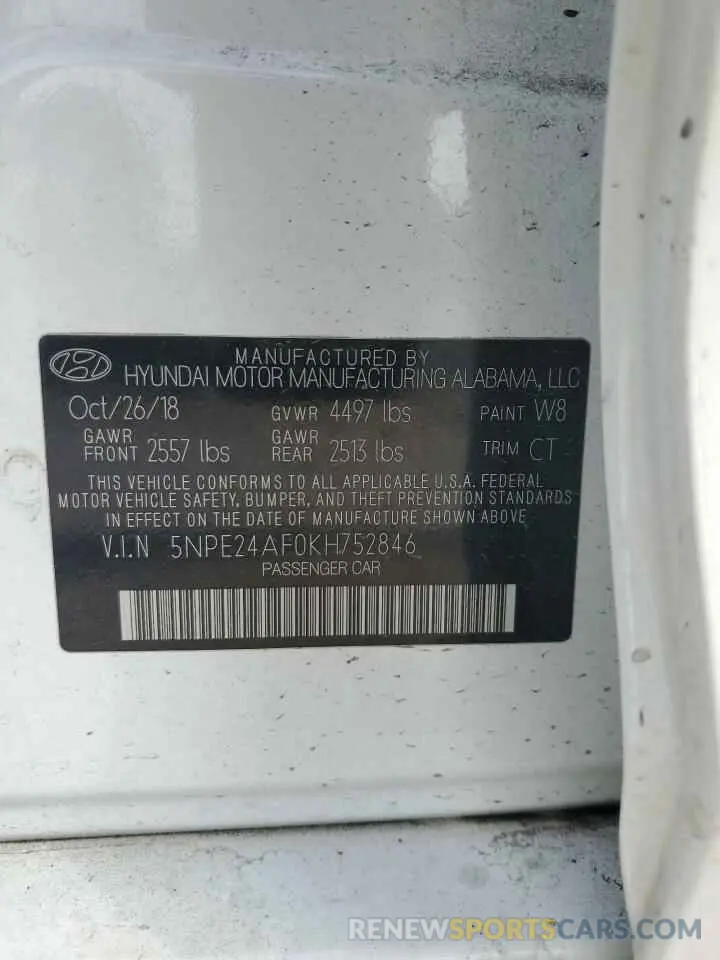 MANUFACTURED BY
HYUNDAI MOTOR MANUFACTURING ALABAMA, LLC
Oct/26/18 GVWR 4497 lbs PAINT W8
GAWR FRONT 2557 lbs GAWR REAR 2513 lbs TRIM CT
THIS VEHICLE CONFORMS TO ALL APPLICABLE U.S.A. FEDERAL
MOTOR VEHICLE SAFETY, BUMPER, AND THEFT PREVENTION STANDARDS
IN EFFECT ON THE DATE OF MANUFACTURE SHOWN ABOVE
V.I.N 5NPE24AF0KH752846
PASSENGER CAR
RENEWSPORTSCARS.COM